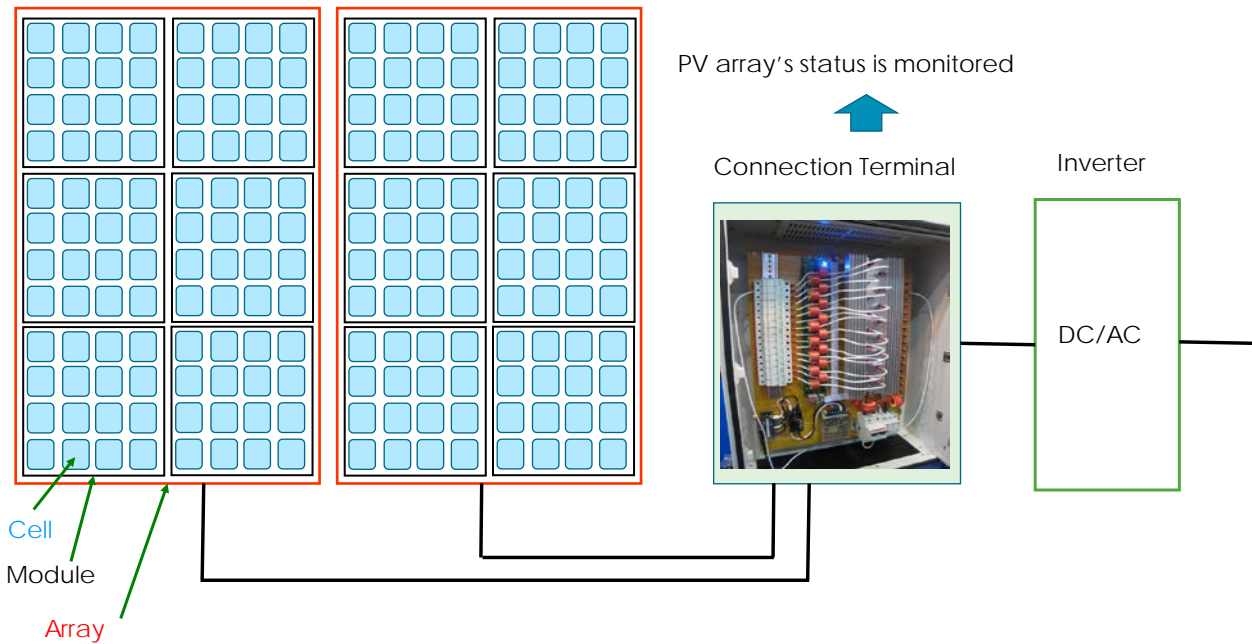 PV array's status is monitored
Connection Terminal
Inverter
DC/AC
Cell
Module
Array